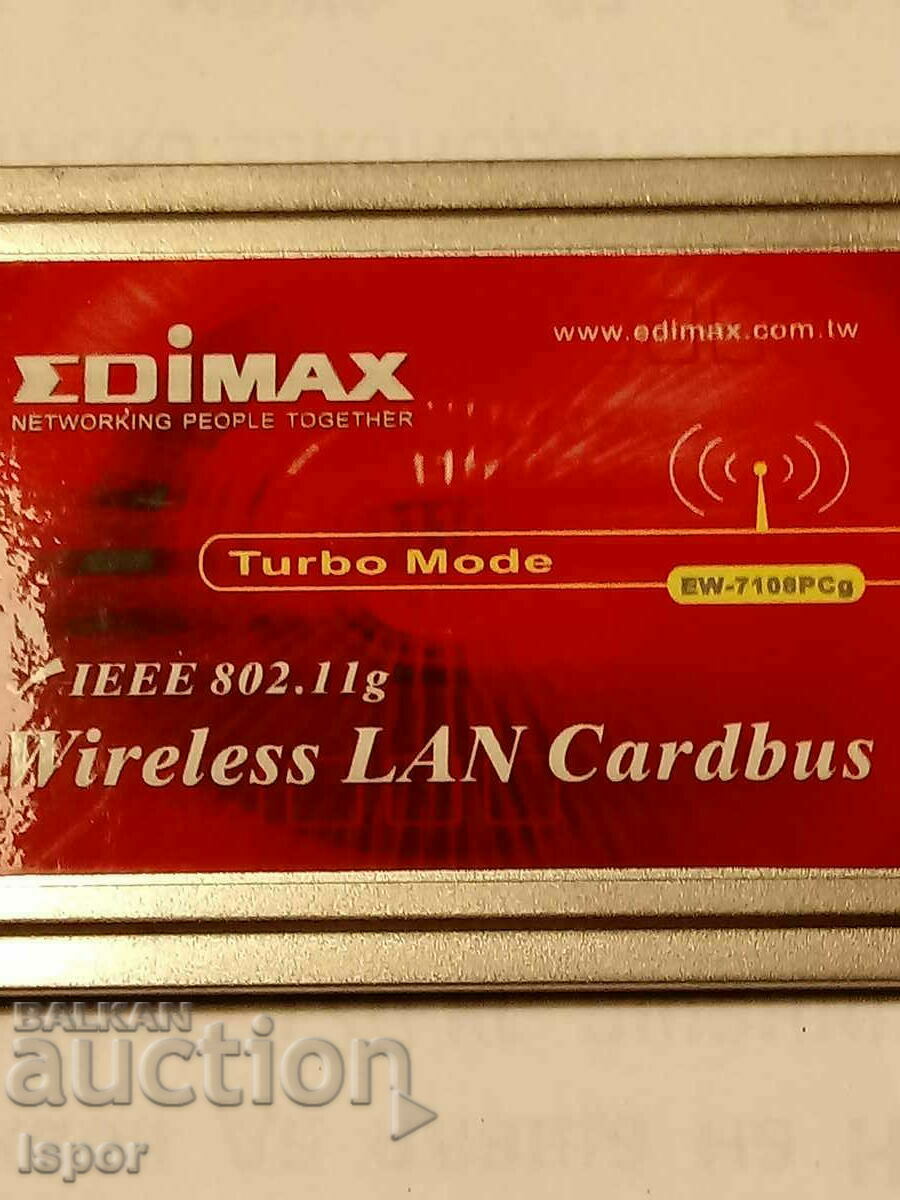 www.edimax.com.tw
EDiMAX
NETWORKING PEOPLE TOGETHER
Turbo Mode
EW-7108PCg
IEEE 802.11g
Wireless LAN Cardbus
BALKAN
auction
Ispor